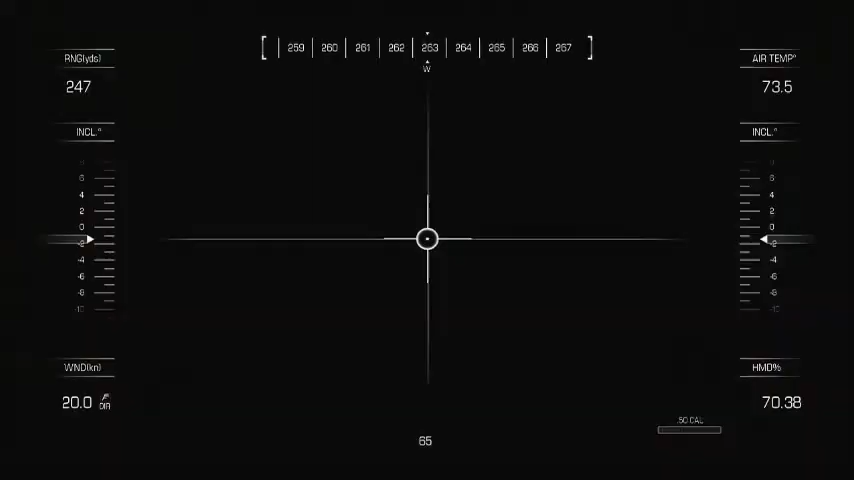 259 260 261 262 263 264 265 266 267
W
RNG(yds)
247
INCL.°
6
4
2
0
-2
-4
-6
-8
-10
WND(kn)
20.0 DIR
65
AIR TEMP°
73.5
INCL.°
6
4
2
0
-2
-4
-6
-8
-10
HMD%
70.38
.50 CAL